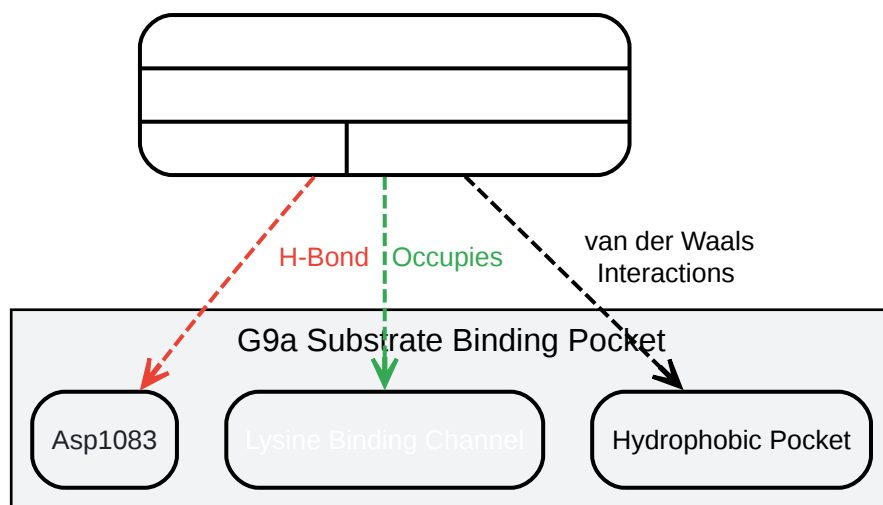 H-Bond
Occupies
van der Waals
Interactions
G9a Substrate Binding Pocket
Asp1083
Lysine Binding Channel
Hydrophobic Pocket